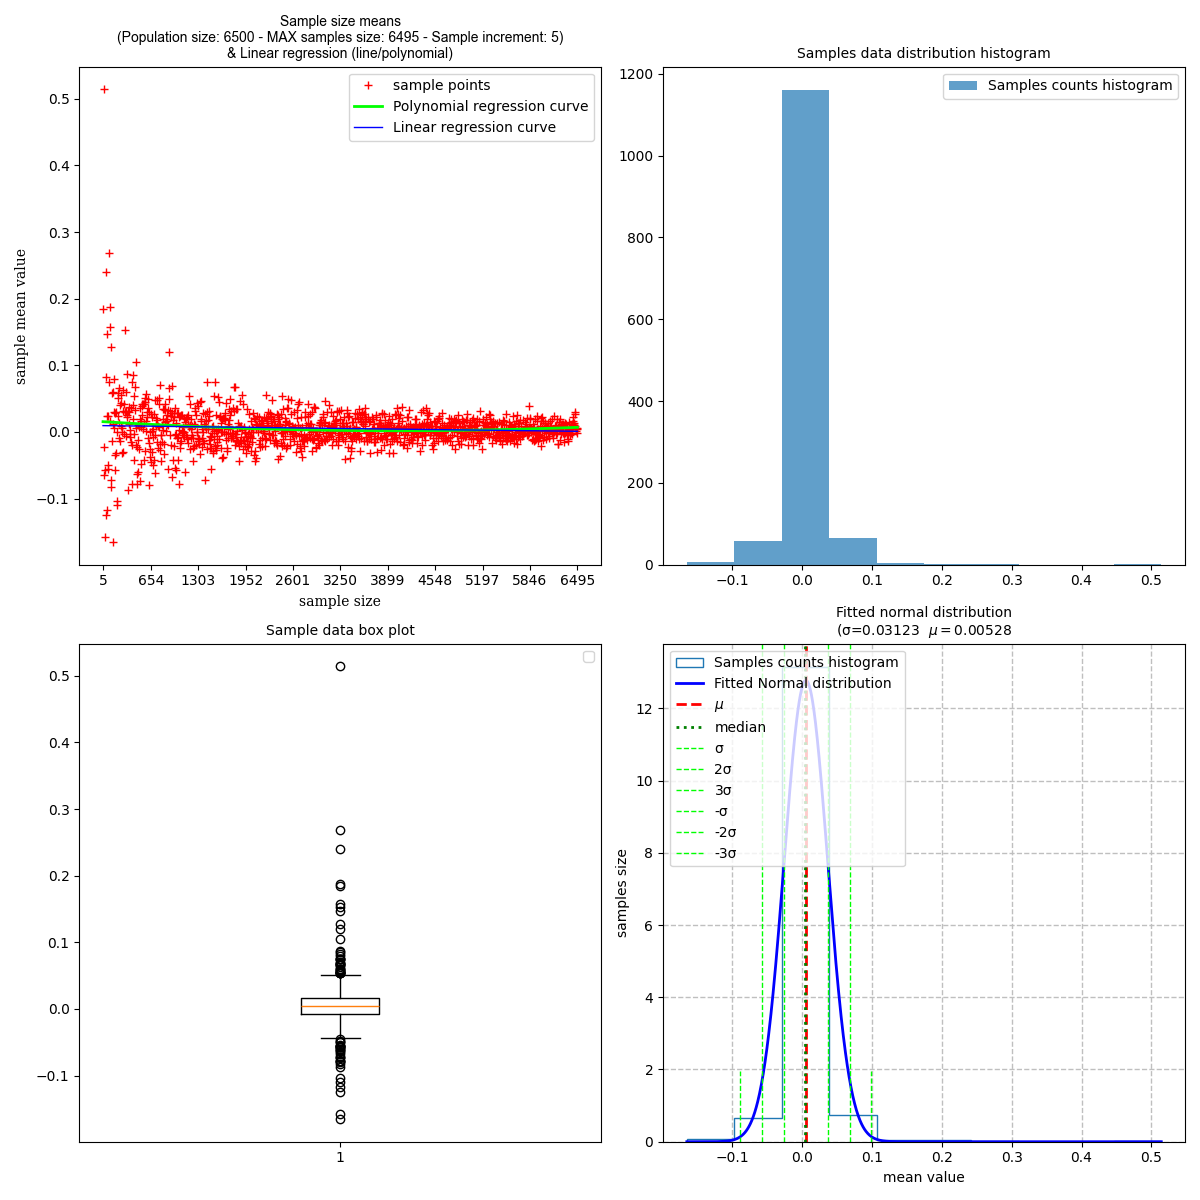 Sample size means
(Population size: 6500 - MAX samples size: 6495 - Sample increment: 5)
& Linear regression (line/polynomial)
sample points
Polynomial regression curve
Linear regression curve
0.5
0.4
0.3
0.2
0.1
0.0
−0.1
sample mean value
5 654 1303 1952 2601 3250 3899 4548 5197 5846 6495
sample size
Samples data distribution histogram
Samples counts histogram
1200
1000
800
600
400
200
0
−0.1 0.0 0.1 0.2 0.3 0.4 0.5
Sample data box plot
0.5
0.4
0.3
0.2
0.1
0.0
−0.1
1
Fitted normal distribution
(σ=0.03123 μ = 0.00528
Samples counts histogram
Fitted Normal distribution
μ
median
σ
2σ
3σ
-σ
-2σ
-3σ
12
10
8
6
4
2
0
samples size
−0.1 0.0 0.1 0.2 0.3 0.4 0.5
mean value